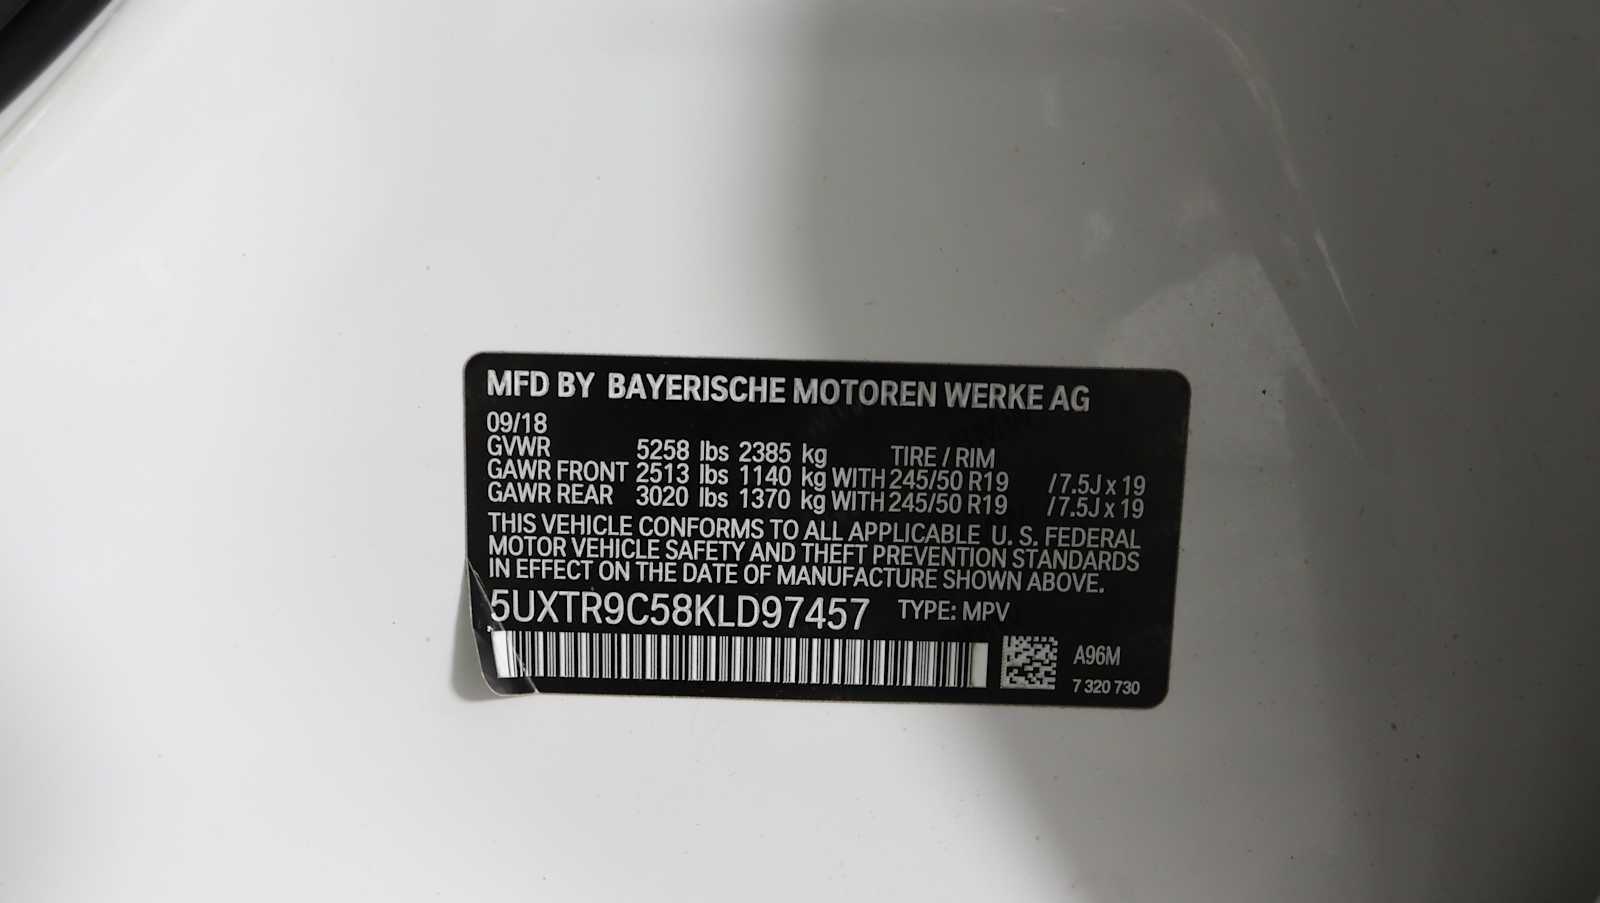 MFD BY BAYERISCHE MOTOREN WERKE AG
09/18
GVWR 5258 lbs 2385 kg TIRE / RIM
GAWR FRONT 2513 lbs 1140 kg WITH 245/50 R19 /7.5J x 19
GAWR REAR 3020 lbs 1370 kg WITH 245/50 R19 /7.5J x 19
THIS VEHICLE CONFORMS TO ALL APPLICABLE U. S. FEDERAL
MOTOR VEHICLE SAFETY AND THEFT PREVENTION STANDARDS
IN EFFECT ON THE DATE OF MANUFACTURE SHOWN ABOVE.
5UXTR9C58KLD97457 TYPE: MPV
A96M
7 320 730